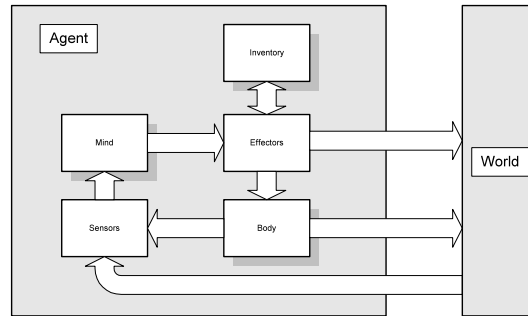 Agent
Inventory
Mind
Effectors
World
Sensors
Body